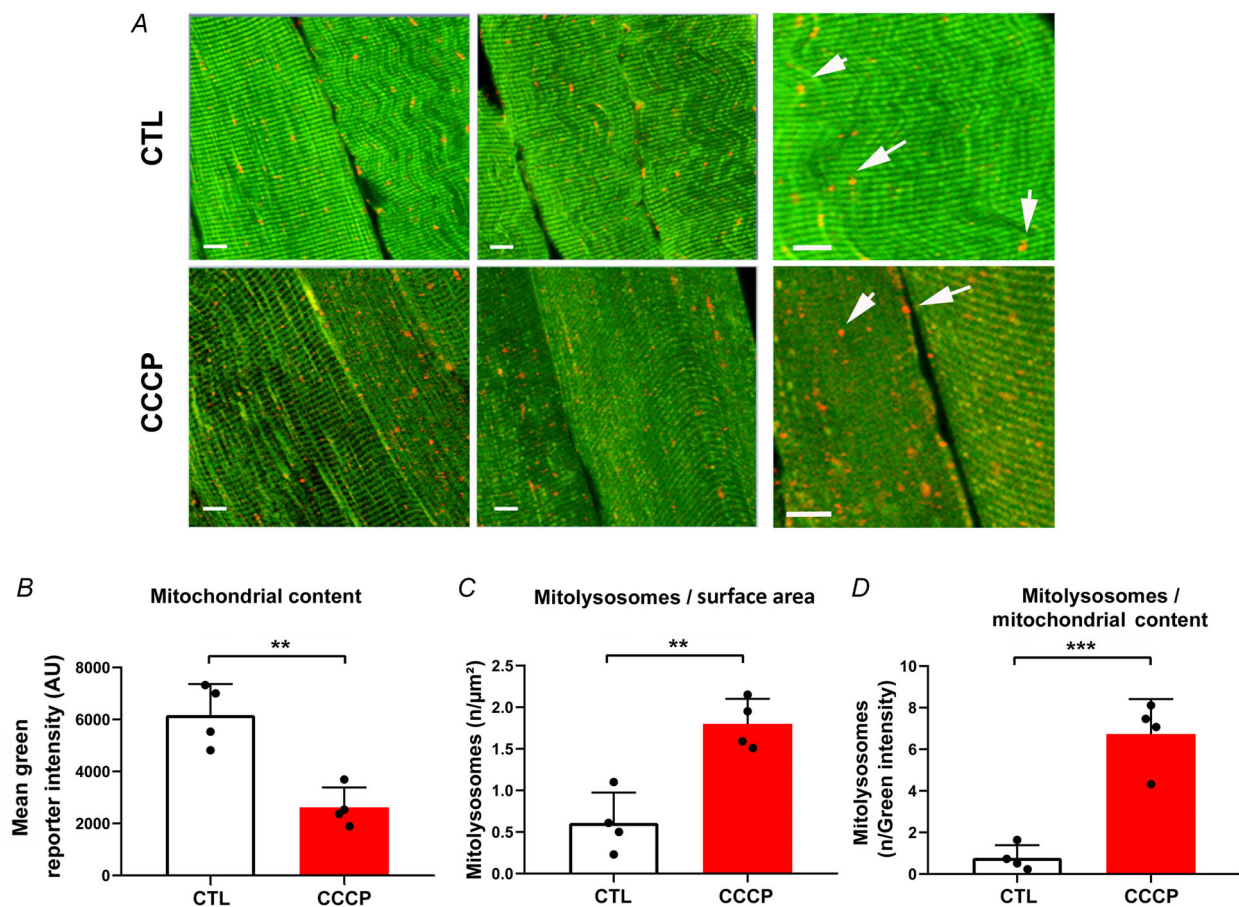 A
CTL
CCCP
B
Mitochondrial content
**
Mean green
reporter intensity (AU)
8000
6000
4000
2000
0
CTL
CCCP
C
Mitolysosomes / surface area
**
Mitolysosomes (n/µm²)
2.5
2.0
1.5
1.0
0.5
0.0
CTL
CCCP
D
Mitolysosomes /
mitochondrial content
***
Mitolysosomes
(n/Green intensity)
10
8
6
4
2
0
CTL
CCCP